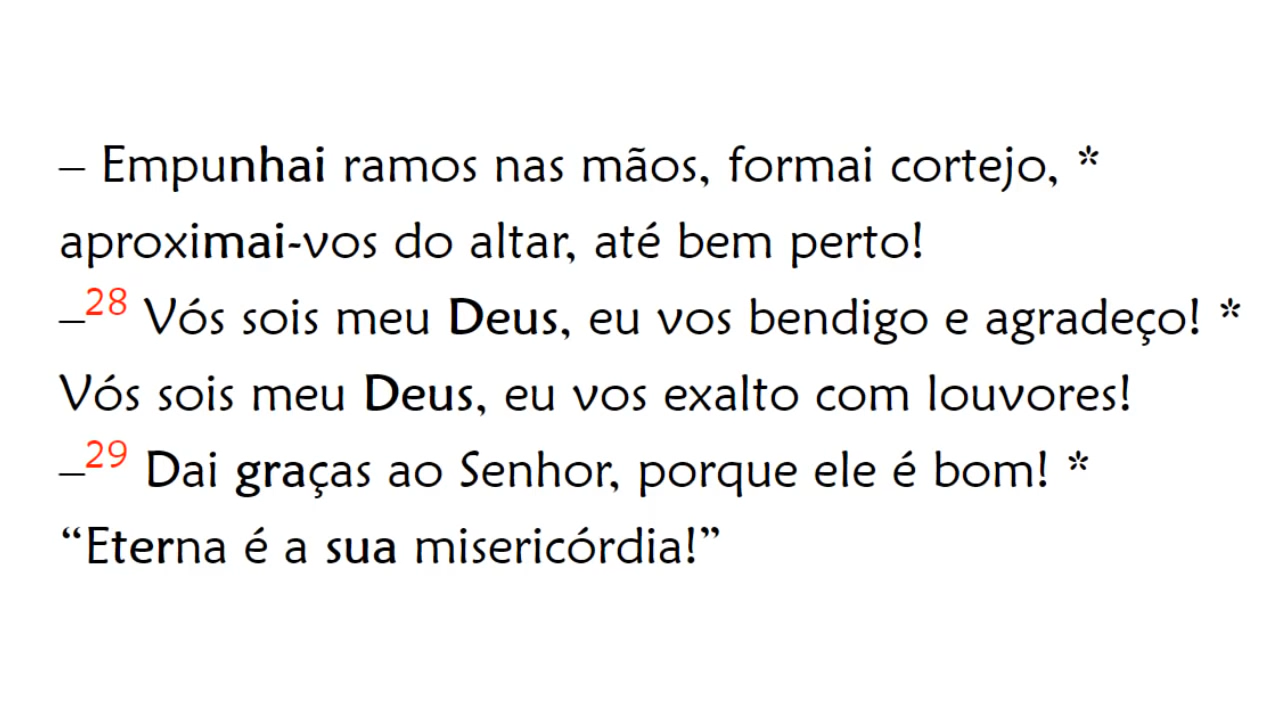 – Empunhai ramos nas mãos, formai cortejo, *
aproximai-vos do altar, até bem perto!
–28 Vós sois meu Deus, eu vos bendigo e agradeço! *
Vós sois meu Deus, eu vos exalto com louvores!
–29 Dai graças ao Senhor, porque ele é bom! *
“Eterna é a sua misericórdia!”